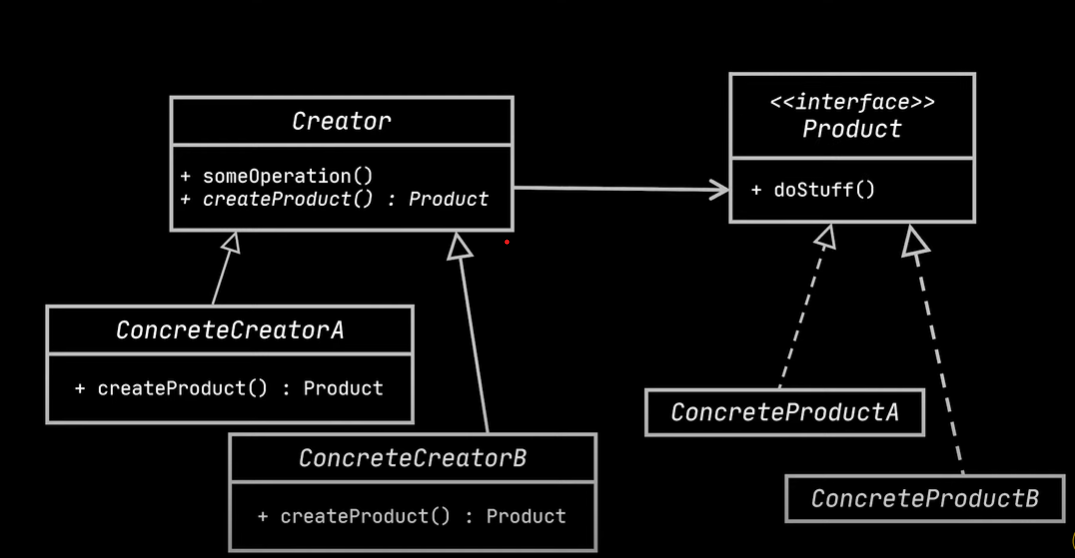 Creator
+ someOperation()
+ createProduct() : Product
<<interface>>
Product
+ doStuff()
ConcreteCreatorA
+ createProduct() : Product
ConcreteCreatorB
+ createProduct() : Product
ConcreteProductA
ConcreteProductB